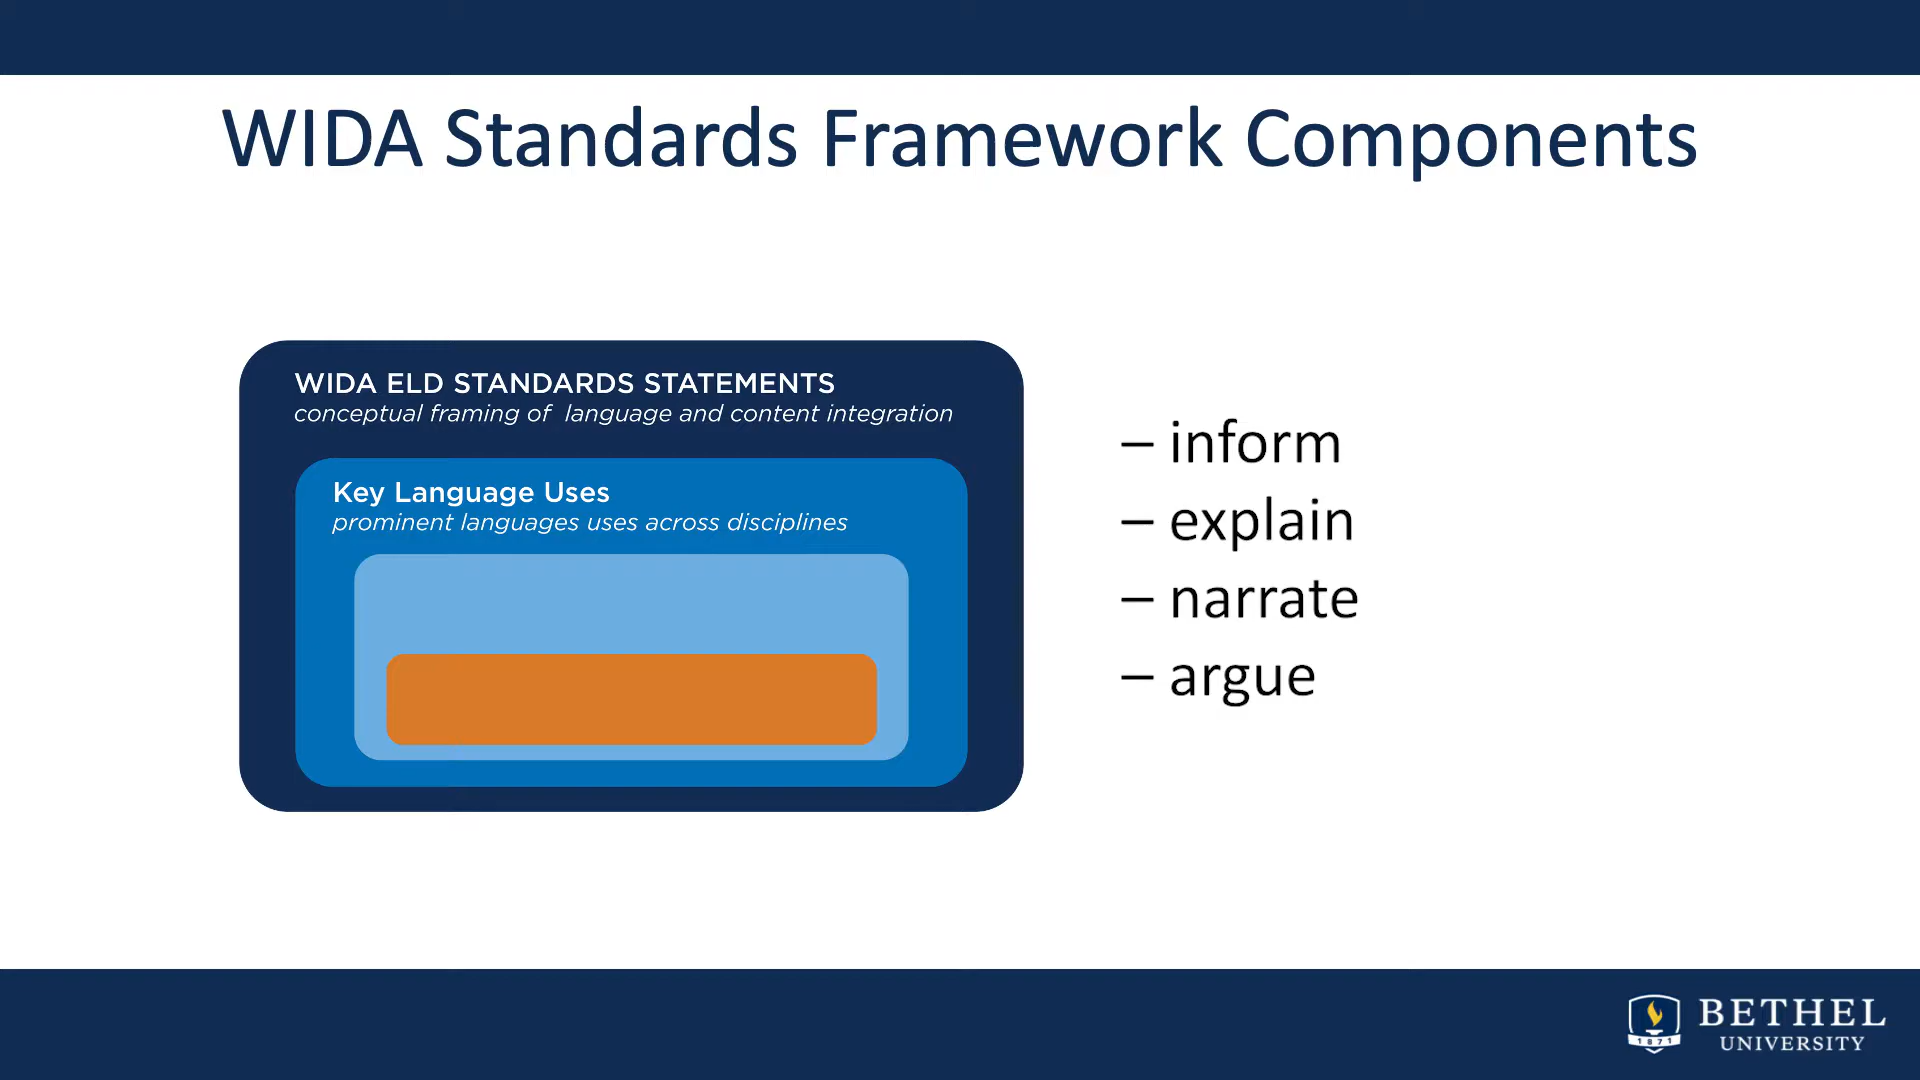 WIDA Standards Framework Components
WIDA ELD STANDARDS STATEMENTS
conceptual framing of language and content integration
Key Language Uses
prominent languages uses across disciplines
– inform
– explain
– narrate
– argue
1871
BETHEL
UNIVERSITY